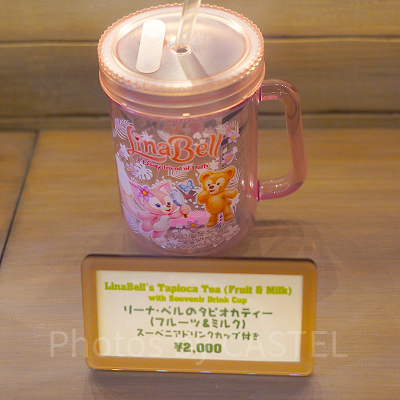 LinaBell
LinaBell's Tapioca Tea (Fruit & Milk)
with Souvenir Drink Cup
リーナ・ベルのタピオカティー
(フルーツ&ミルク)
スーベニアドリンクカップ付き
¥2,000
Photos by CASTEL